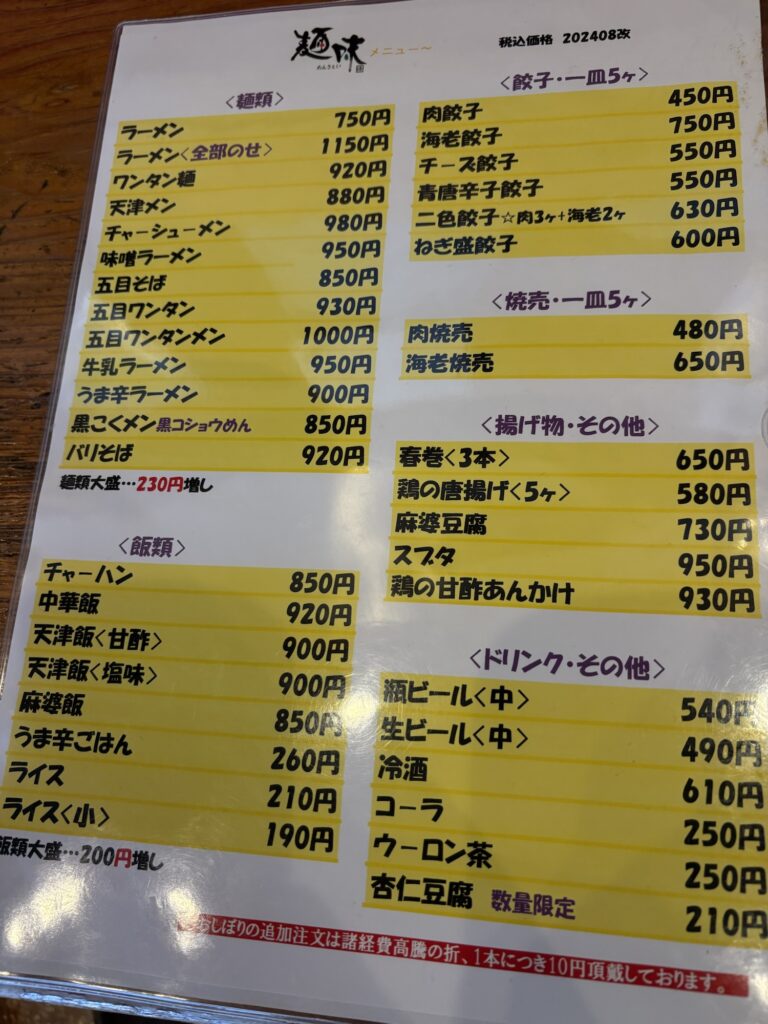 麺味
めんきくい
メニュー～
税込価格 202408改
〈麺類〉
ラーメン 750円
ラーメン〈全部のせ〉 1150円
ワンタン麺 920円
天津メン 880円
チャーシューメン 980円
味噌ラーメン 950円
五目そば 850円
五目ワンタン 930円
五目ワンタンメン 1000円
牛乳ラーメン 950円
うま辛ラーメン 900円
黒こくメン 黒コショウめん 850円
バリそば 920円
麺類大盛…230円増し
〈飯類〉
チャーハン 850円
中華飯 920円
天津飯〈甘酢〉 900円
天津飯〈塩味〉 900円
麻婆飯 850円
うま辛ごはん 260円
ライス 210円
ライス〈小〉 190円
飯類大盛…200円増し
〈餃子・一皿5ヶ〉
肉餃子 450円
海老餃子 750円
チーズ餃子 550円
青唐辛子餃子 550円
二色餃子☆肉3ヶ+海老2ヶ 630円
ねぎ盛餃子 600円
〈焼売・一皿5ヶ〉
肉焼売 480円
海老焼売 650円
〈揚げ物・その他〉
春巻〈3本〉 650円
鶏の唐揚げ〈5ヶ〉 580円
麻婆豆腐 730円
スブタ 950円
鶏の甘酢あんかけ 930円
〈ドリンク・その他〉
瓶ビール〈中〉 540円
生ビール〈中〉 490円
冷酒 610円
コーラ 250円
ウーロン茶 250円
杏仁豆腐 数量限定 210円
おしぼりの追加注文は諸経費高騰の折、1本につき10円頂戴しております。